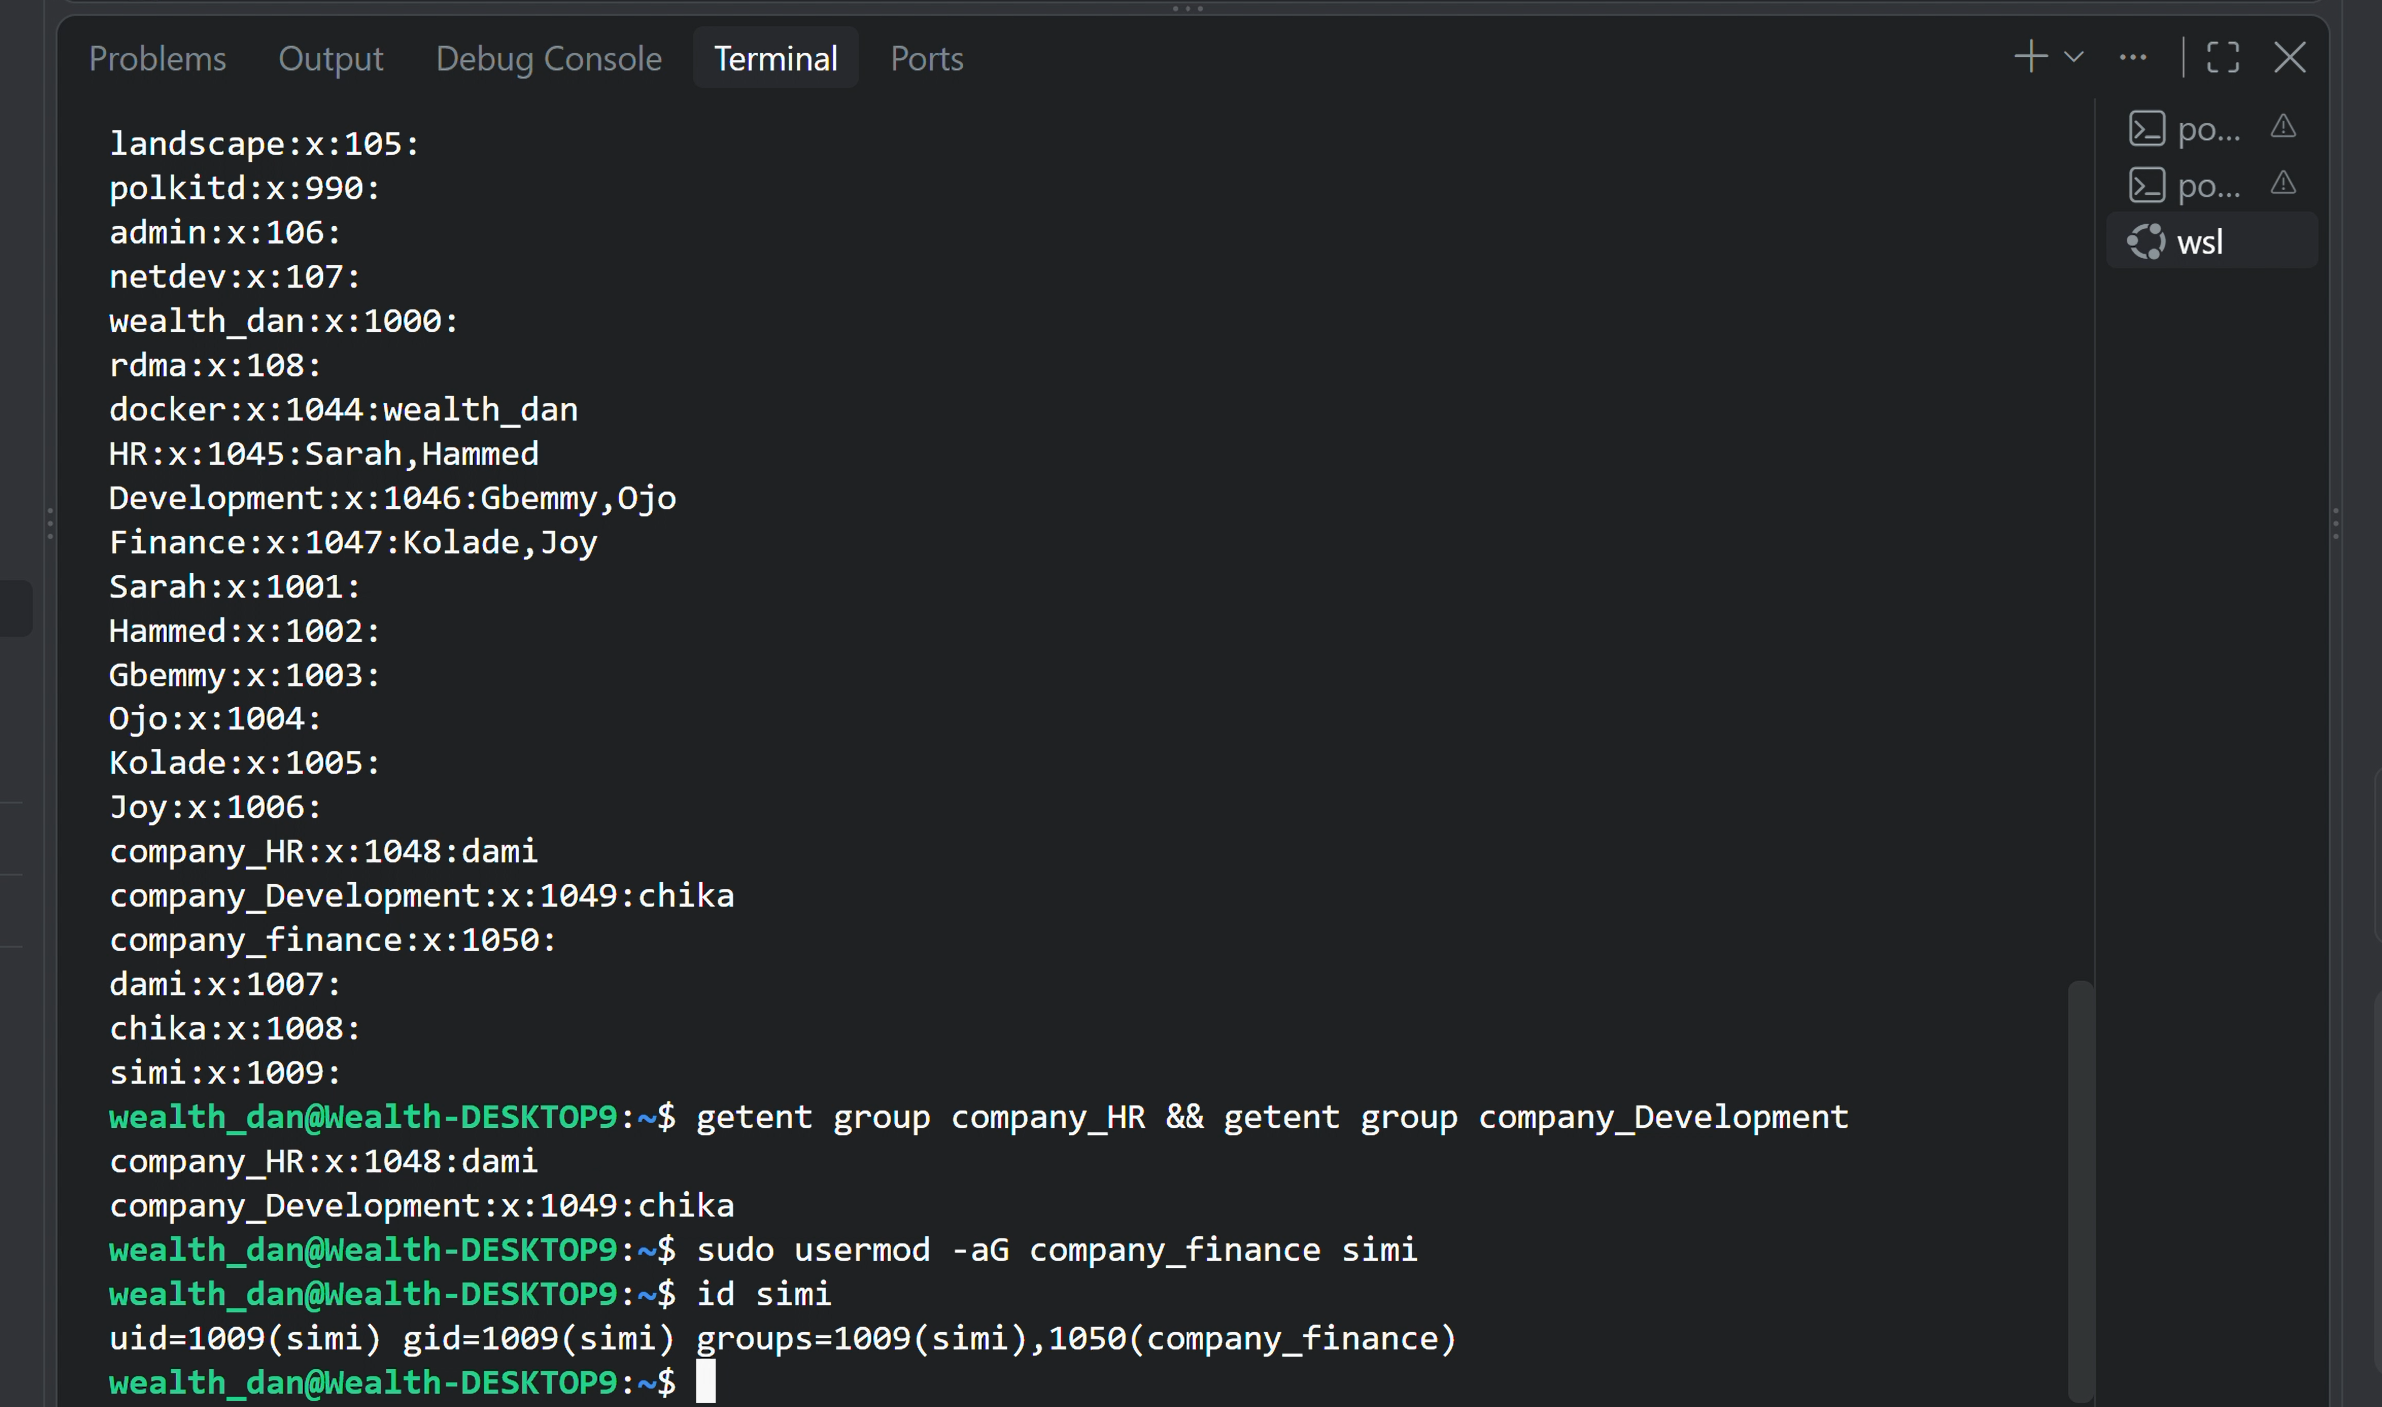 Problems Output Debug Console Terminal Ports
po...
po...
wsl
landscape:x:105:
polkitd:x:990:
admin:x:106:
netdev:x:107:
wealth_dan:x:1000:
rdma:x:108:
docker:x:1044:wealth_dan
HR:x:1045:Sarah,Hammed
Development:x:1046:Gbemmy,Ojo
Finance:x:1047:Kolade,Joy
Sarah:x:1001:
Hammed:x:1002:
Gbemmy:x:1003:
Ojo:x:1004:
Kolade:x:1005:
Joy:x:1006:
company_HR:x:1048:dami
company_Development:x:1049:chika
company_finance:x:1050:
dami:x:1007:
chika:x:1008:
simi:x:1009:
wealth_dan@Wealth-DESKTOP9:~$ getent group company_HR && getent group company_Development
company_HR:x:1048:dami
company_Development:x:1049:chika
wealth_dan@Wealth-DESKTOP9:~$ sudo usermod -aG company_finance simi
wealth_dan@Wealth-DESKTOP9:~$ id simi
uid=1009(simi) gid=1009(simi) groups=1009(simi),1050(company_finance)
wealth_dan@Wealth-DESKTOP9:~$